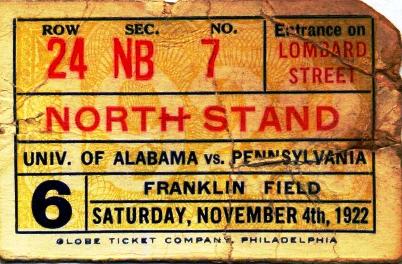 ROW SEC. NO. Entrance on
24 NB 7 LOMBARD
STREET
NORTH STAND
UNIV. OF ALABAMA vs. PENNSYLVANIA
6 FRANKLIN FIELD
SATURDAY, NOVEMBER 4th, 1922
GLOBE TICKET COMPANY, PHILADELPHIA